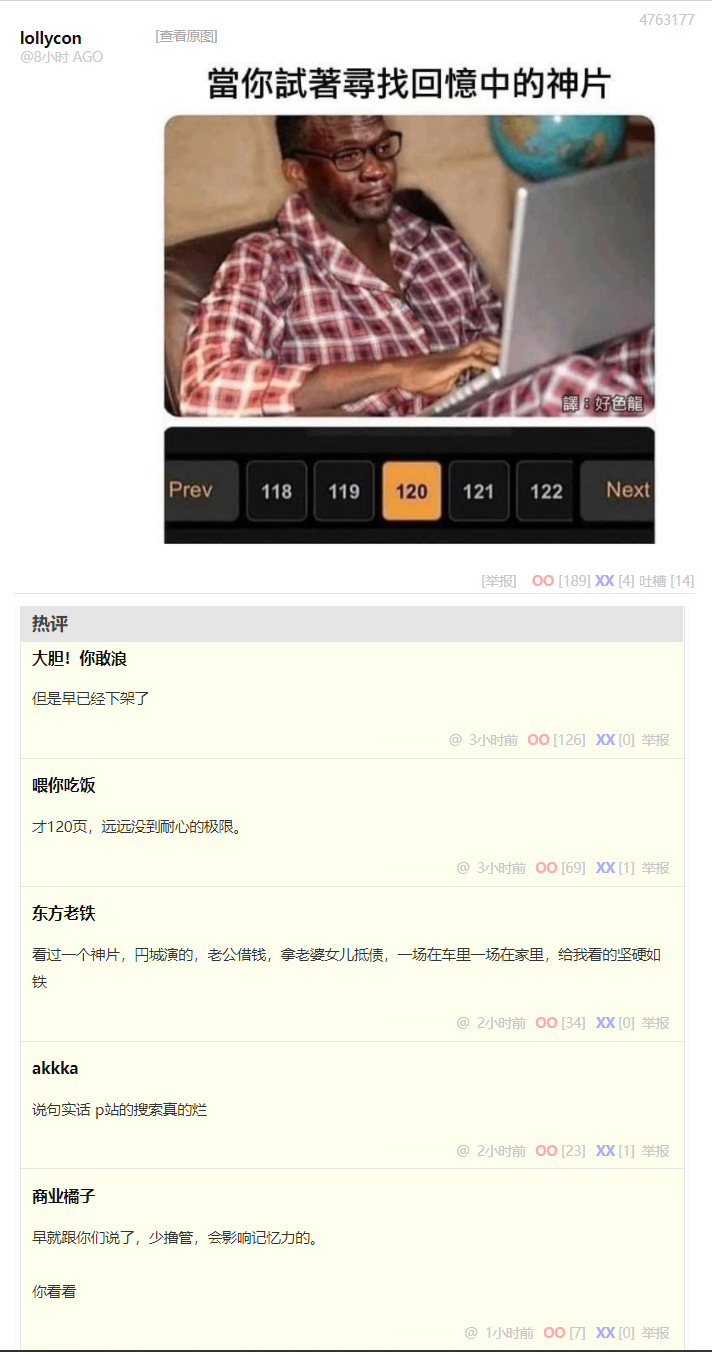 4763177
lollycon
[查看原图]
@8小时 AGO
當你試著尋找回憶中的神片
譯：好色龍
Prev 118 119 120 121 122 Next
[举报] OO [189] XX [4] 吐槽 [14]
热评
大胆！你敢浪
但是早已经下架了
@ 3小时前 OO [126] XX [0] 举报
喂你吃饭
才120页，远远没到耐心的极限。
@ 3小时前 OO [69] XX [1] 举报
东方老铁
看过一个神片，円城演的，老公借钱，拿老婆女儿抵债，一场在车里一场在家里，给我看的坚硬如
铁
@ 2小时前 OO [34] XX [0] 举报
akkka
说句实话 p站的搜索真的烂
@ 2小时前 OO [23] XX [1] 举报
商业橘子
早就跟你们说了，少撸管，会影响记忆力的。
你看看
@ 1小时前 OO [7] XX [0] 举报